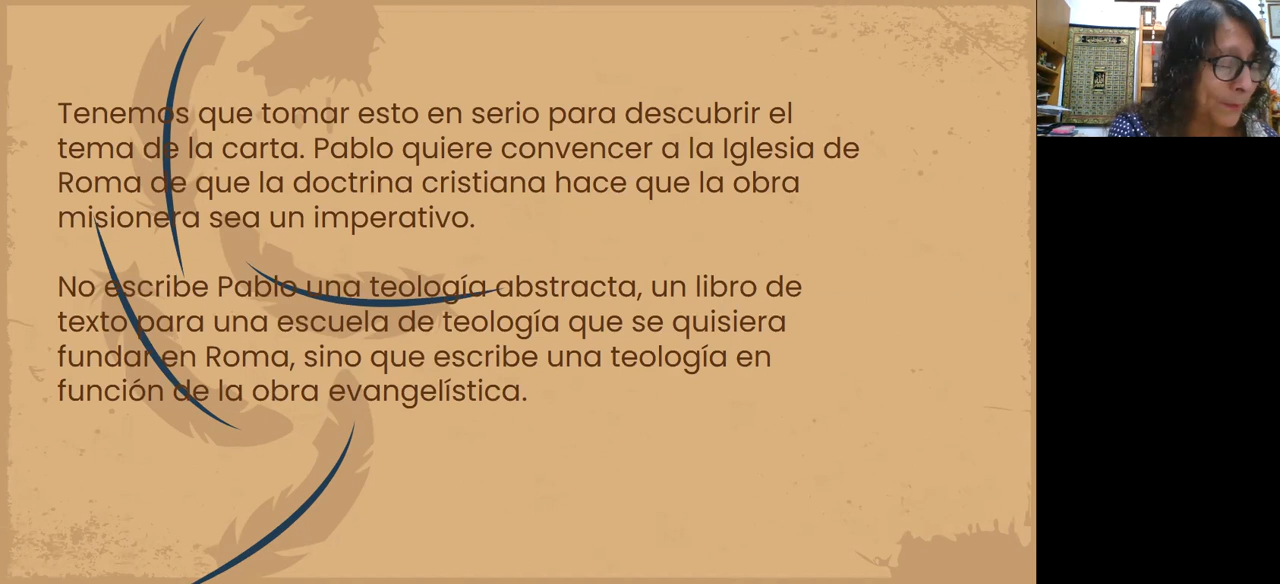 Tenemos que tomar esto en serio para descubrir el
tema de la carta. Pablo quiere convencer a la Iglesia de
Roma de que la doctrina cristiana hace que la obra
misionera sea un imperativo.
No escribe Pablo una teología abstracta, un libro de
texto para una escuela de teología que se quisiera
fundar en Roma, sino que escribe una teología en
función de la obra evangelística.